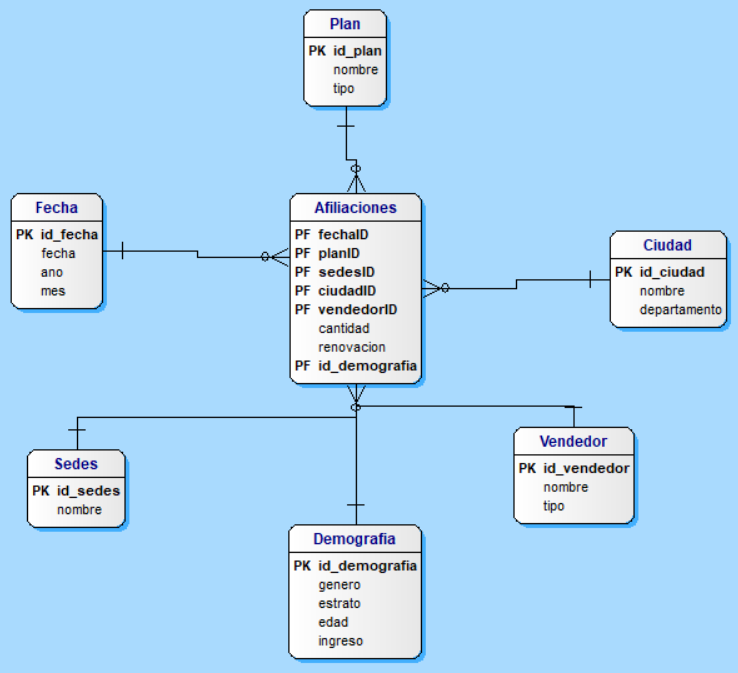 Plan
PK id_plan
nombre
tipo
Fecha
PK id_fecha
fecha
ano
mes
Afiliaciones
PF fechaID
PF planID
PF sedesID
PF ciudadID
PF vendedorID
cantidad
renovacion
PF id_demografia
Ciudad
PK id_ciudad
nombre
departamento
Sedes
PK id_sedes
nombre
Vendedor
PK id_vendedor
nombre
tipo
Demografia
PK id_demografia
genero
estrato
edad
ingreso